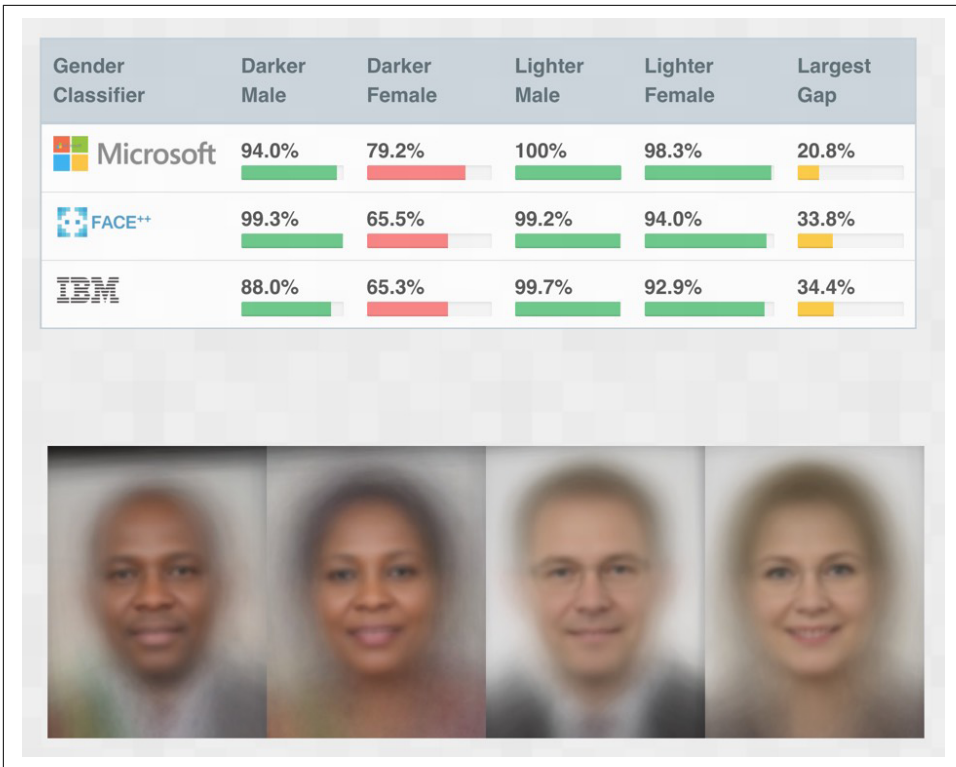 Gender Classifier Darker Male Darker Female Lighter Male Lighter Female Largest Gap
Microsoft 94.0% 79.2% 100% 98.3% 20.8%
FACE++ 99.3% 65.5% 99.2% 94.0% 33.8%
IBM 88.0% 65.3% 99.7% 92.9% 34.4%